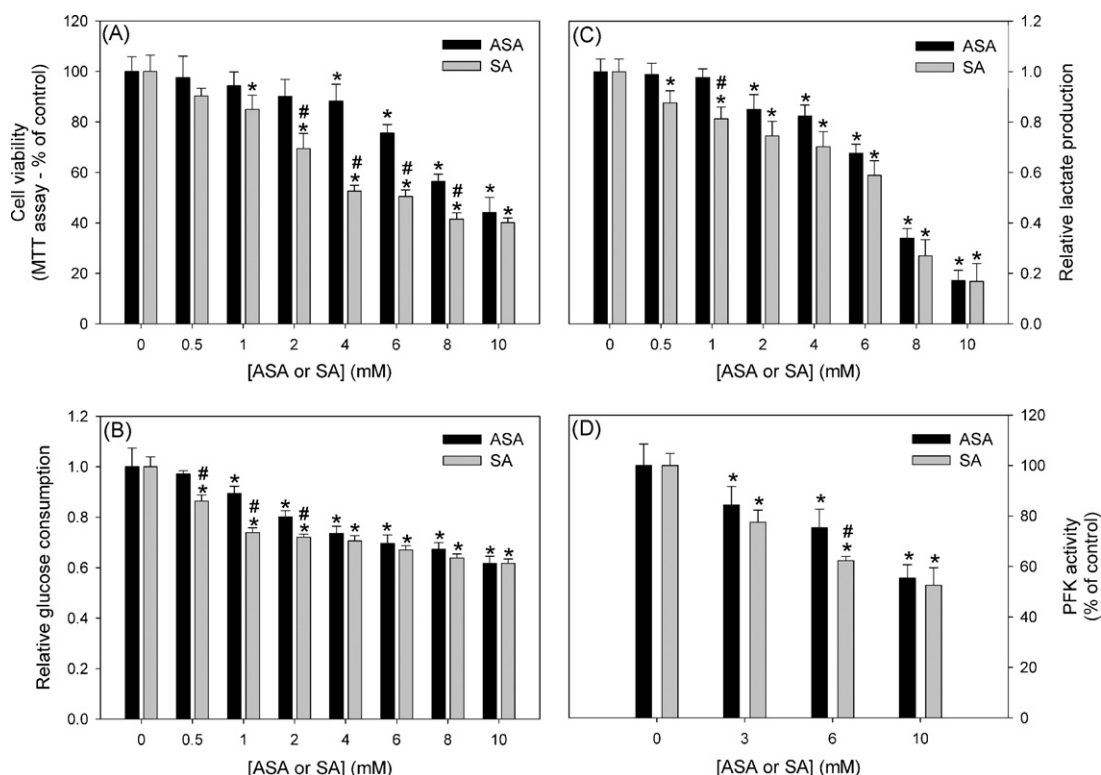 (A)
ASA
SA
Cell viability
(MTT assay - % of control)
120
100
80
60
40
20
0
* # * * # * * # * * # * * *
0 0.5 1 2 4 6 8 10
[ASA or SA] (mM)
(C)
ASA
SA
Relative lactate production
1.2
1.0
0.8
0.6
0.4
0.2
0.0
* # * * * * * * * * * * *
0 0.5 1 2 4 6 8 10
[ASA or SA] (mM)
(B)
ASA
SA
Relative glucose consumption
1.2
1.0
0.8
0.6
0.4
0.2
0.0
# * * # * * # * * * * * * * * *
0 0.5 1 2 4 6 8 10
[ASA or SA] (mM)
(D)
ASA
SA
PFK activity
(% of control)
120
100
80
60
40
20
0
* * * # * * *
0 3 6 10
[ASA or SA] (mM)